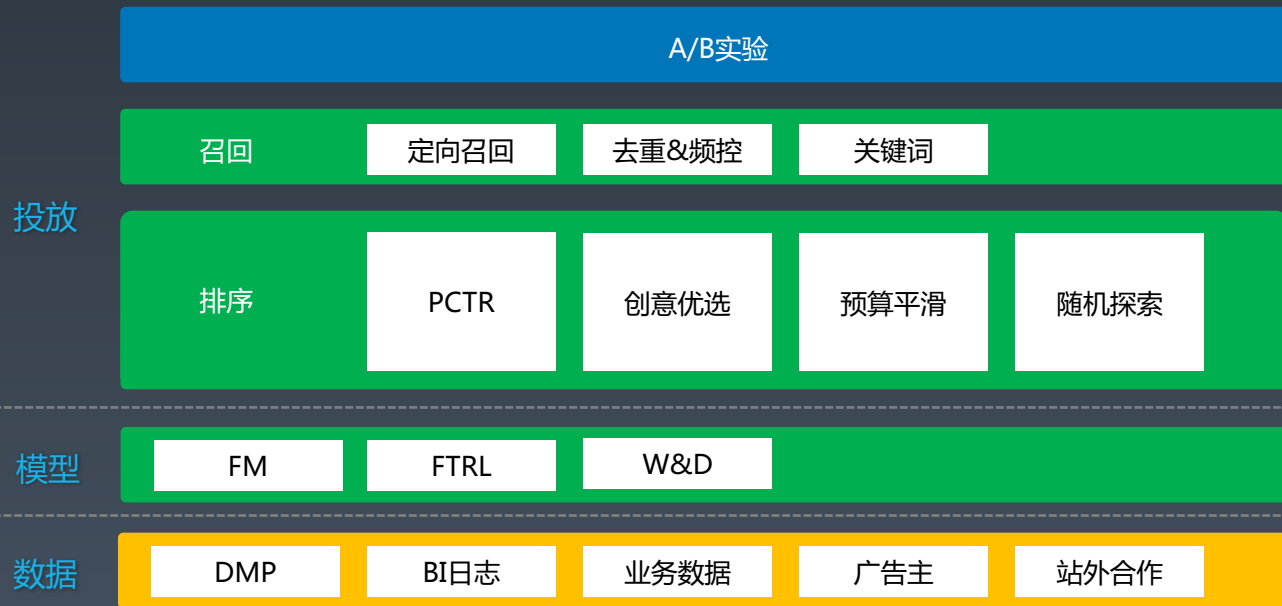 A/B实验
投放
召回 定向召回 去重&频控 关键词
排序 PCTR 创意优选 预算平滑 随机探索
模型 FM FTRL W&D
数据 DMP BI日志 业务数据 广告主 站外合作